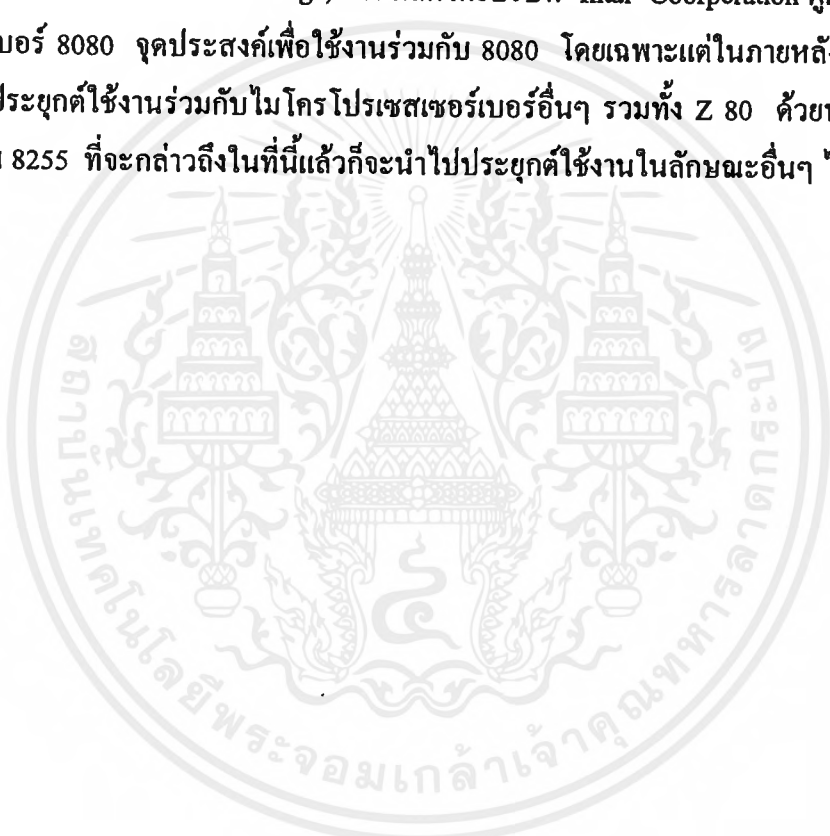 Intal Coorporation
เบอร์ 8080 จุดประสงค์เพื่อใช้งานร่วมกับ 8080 โดยเฉพาะแต่ในภายหลัง
ประยุกต์ใช้งานร่วมกับไมโครโปรเซสเซอร์เบอร์อื่นๆ รวมทั้ง Z 80 ด้วย
8255 ที่จะกล่าวถึงในที่นี้แล้วก็จะนำไปประยุกต์ใช้งานในลักษณะอื่นๆ
สถาบันเทคโนโลยีพระจอมเกล้าเจ้าคุณทหารลาดกระบัง